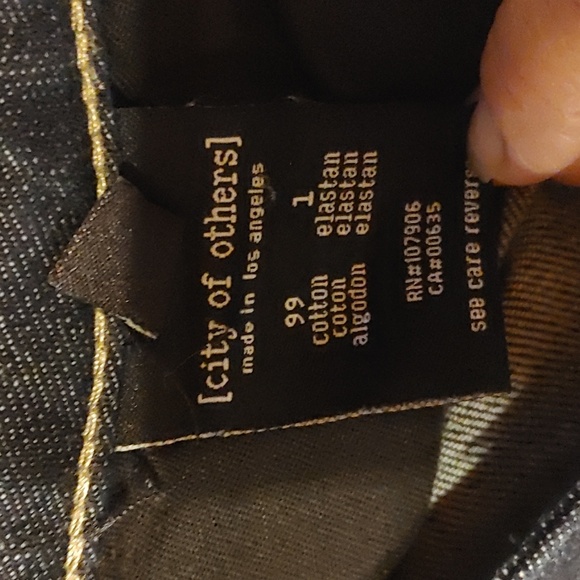 [city of others]
made in los angeles
99 1
cotton elastan
coton elastan
algodon elastan
RN#107906
CA#00635
see care